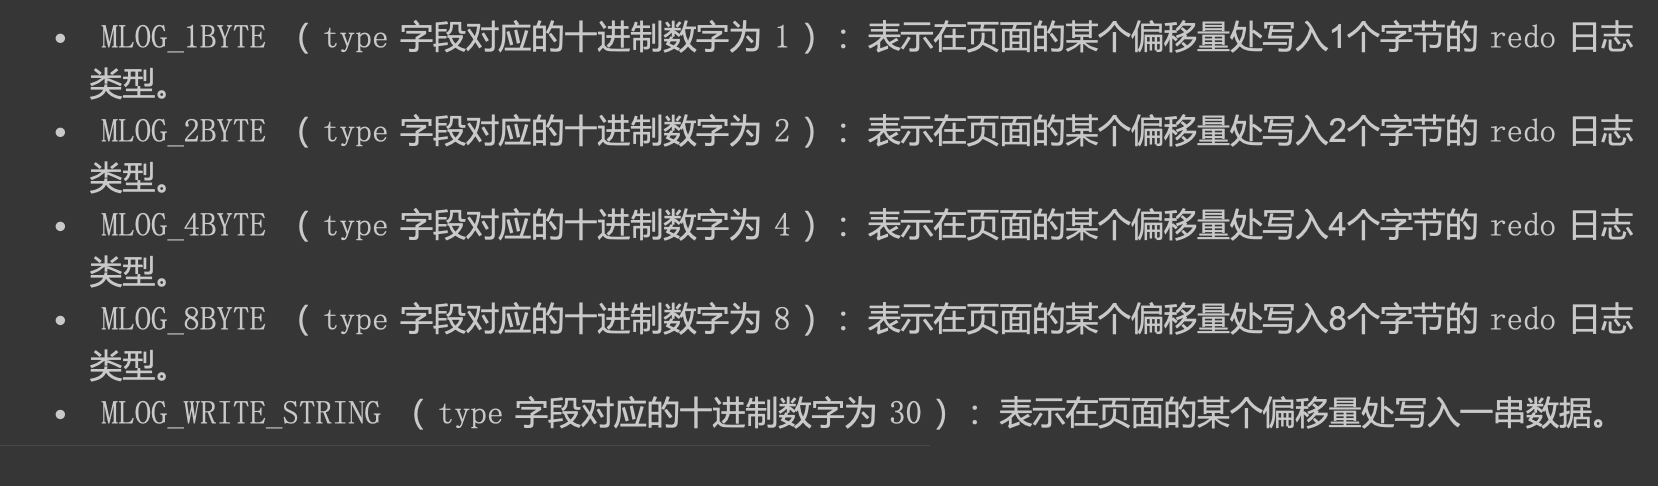 • MLOG_1BYTE （ type 字段对应的十进制数字为 1 ）：表示在页面的某个偏移量处写入1个字节的 redo 日志
类型。
• MLOG_2BYTE （ type 字段对应的十进制数字为 2 ）：表示在页面的某个偏移量处写入2个字节的 redo 日志
类型。
• MLOG_4BYTE （ type 字段对应的十进制数字为 4 ）：表示在页面的某个偏移量处写入4个字节的 redo 日志
类型。
• MLOG_8BYTE （ type 字段对应的十进制数字为 8 ）：表示在页面的某个偏移量处写入8个字节的 redo 日志
类型。
• MLOG_WRITE_STRING （ type 字段对应的十进制数字为 30 ）：表示在页面的某个偏移量处写入一串数据。